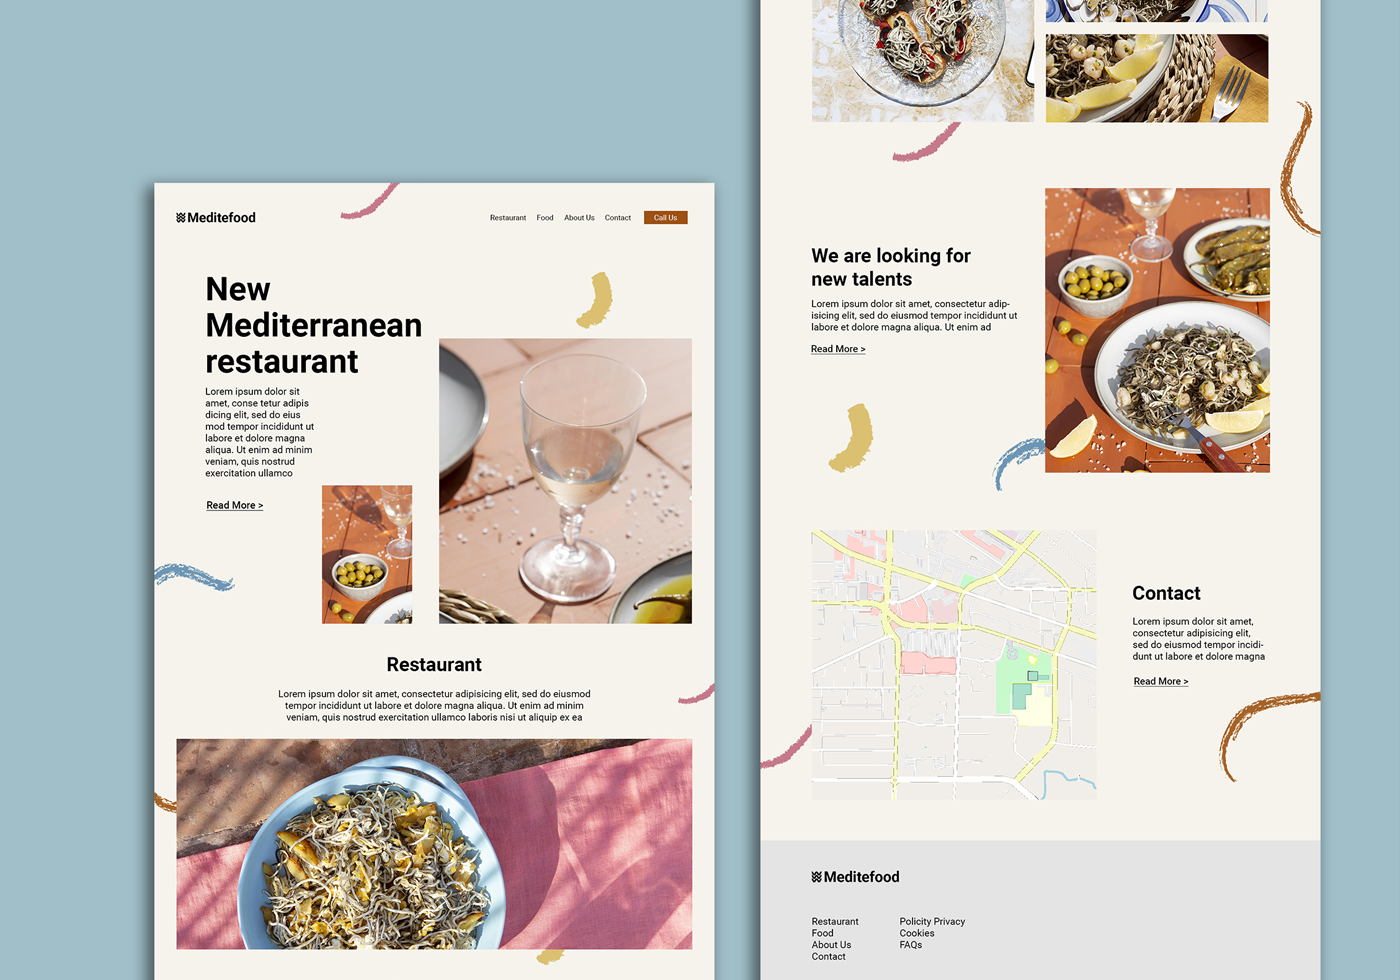 Meditefood
Restaurant Food About Us Contact Call Us
New
Mediterranean
restaurant
Lorem ipsum dolor sit
amet, conse tetur adipis
dicing elit, sed do eius
mod tempor incididunt ut
labore et dolore magna
aliqua. Ut enim ad minim
veniam, quis nostrud
exercitation ullamco
Read More >
Restaurant
Lorem ipsum dolor sit amet, consectetur adipisicing elit, sed do eiusmod
tempor incididunt ut labore et dolore magna aliqua. Ut enim ad minim
veniam, quis nostrud exercitation ullamco laboris nisi ut aliquip ex ea
We are looking for
new talents
Lorem ipsum dolor sit amet, consectetur adip-
isicing elit, sed do eiusmod tempor incididunt ut
labore et dolore magna aliqua. Ut enim ad
Read More >
Contact
Lorem ipsum dolor sit amet,
consectetur adipisicing elit,
sed do eiusmod tempor incidi-
dunt ut labore et dolore magna
Read More >
Meditefood
Restaurant Policity Privacy
Food Cookies
About Us FAQs
Contact